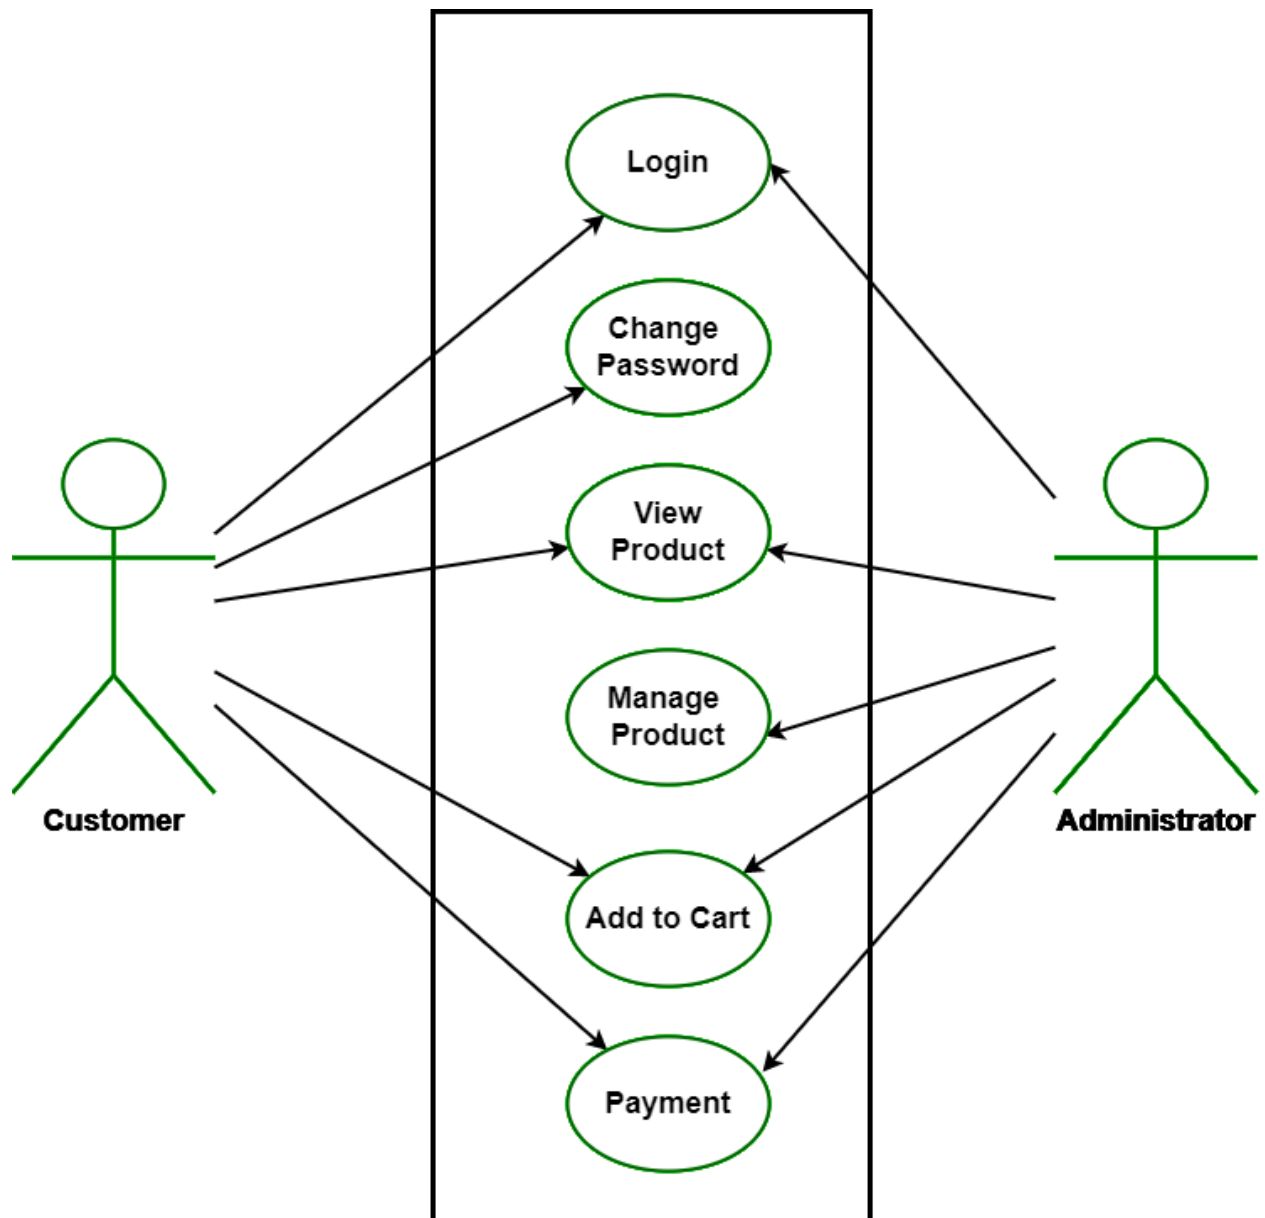 Login
Change
Password
View
Product
Manage
Product
Customer
Administrator
Add to Cart
Payment